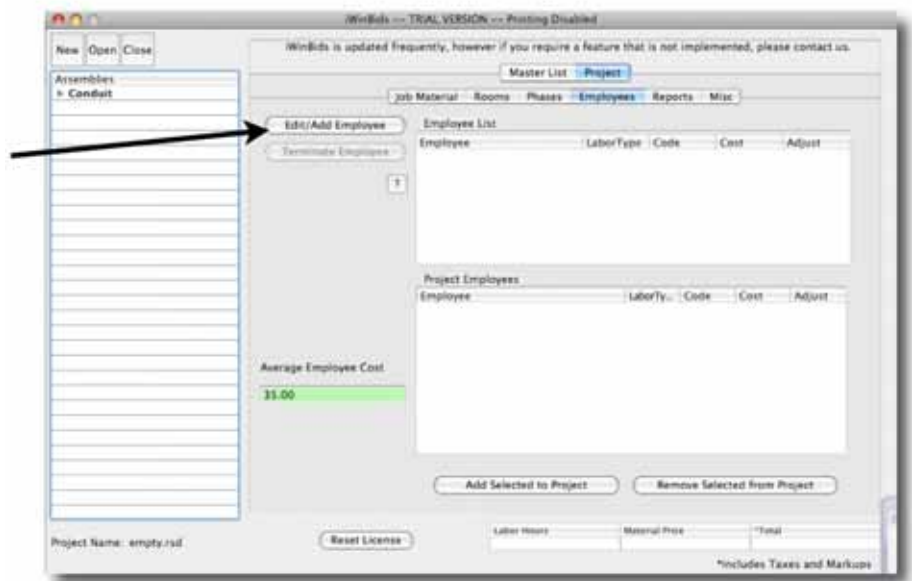 iWinBids -- TRIAL VERSION -- Printing Disabled
New Open Close
iWinBids is updated frequently, however if you require a feature that is not implemented, please contact us.
Master List Project
Assemblies
Conduit
Job Material Rooms Phases Employees Reports Misc
Edit/Add Employee
Terminate Employee
?
Employee List
Employee LaborType Code Cost Adjust
Project Employees
Employee LaborTy... Code Cost Adjust
Average Employee Cost
35.00
Add Selected to Project Remove Selected from Project
Project Name: empty.rsd
Reset License
Labor Hours Material Price *Total
*Includes Taxes and Markups